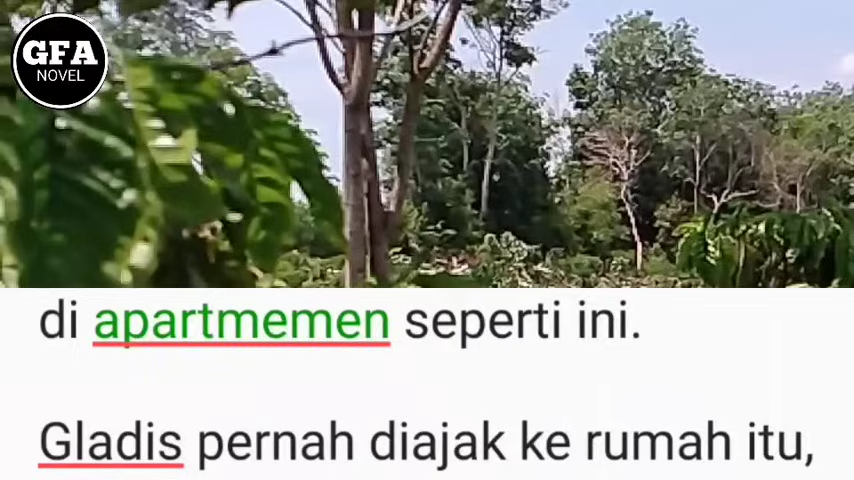 GFA
NOVEL
di apartmemen seperti ini.
Gladis pernah diajak ke rumah itu,